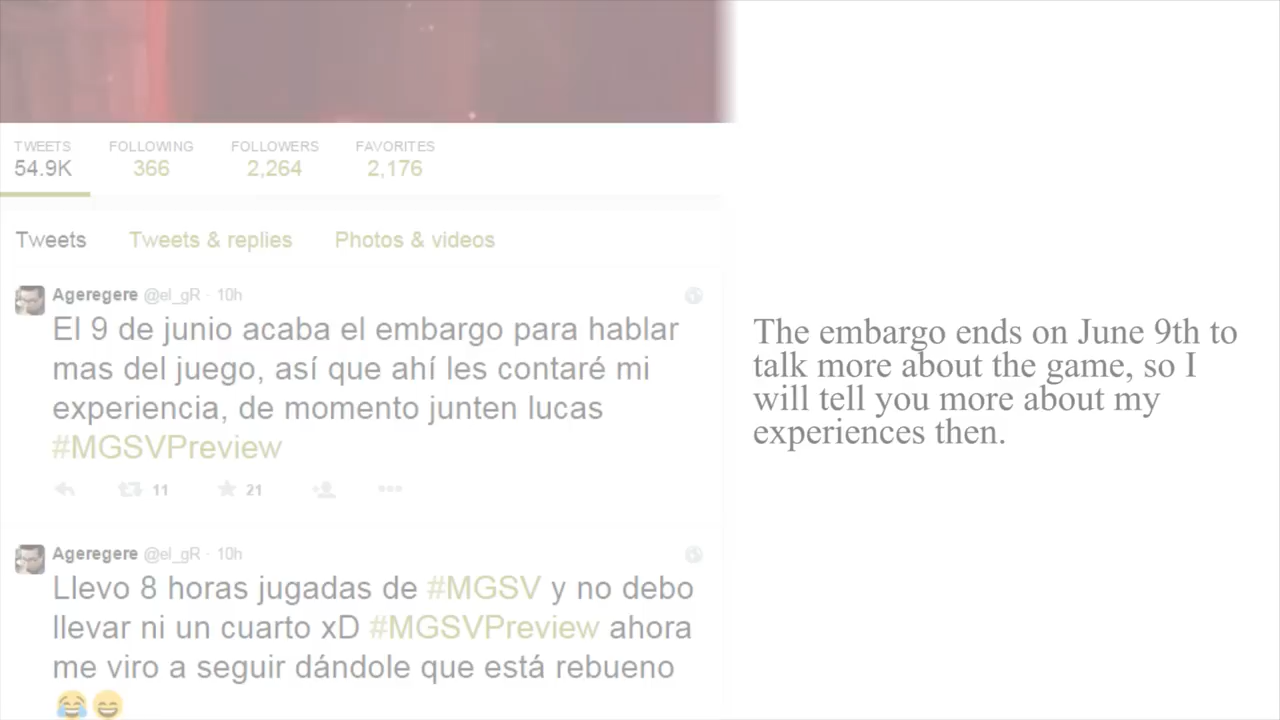 TWEETS FOLLOWING FOLLOWERS FAVORITES
54.9K 366 2,264 2,176
Tweets Tweets & replies Photos & videos
Ageregere @el_gR · 10h
El 9 de junio acaba el embargo para hablar
mas del juego, así que ahí les contaré mi
experiencia, de momento junten lucas
#MGSVPreview
11 21
Ageregere @el_gR · 10h
Llevo 8 horas jugadas de #MGSV y no debo
llevar ni un cuarto xD #MGSVPreview ahora
me viro a seguir dándole que está rebueno
😂😄
The embargo ends on June 9th to
talk more about the game, so I
will tell you more about my
experiences then.